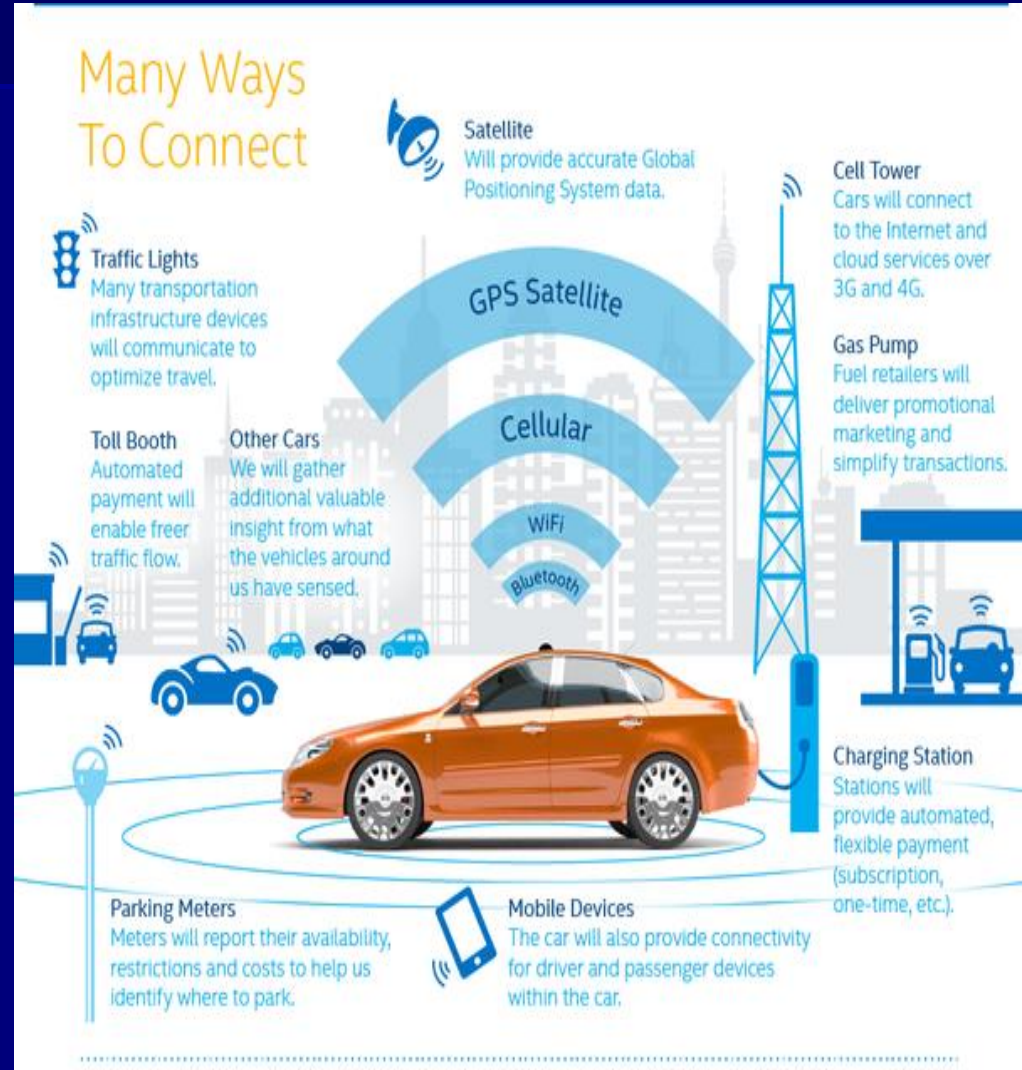 Many Ways
To Connect
Satellite
Will provide accurate Global
Positioning System data.
Cell Tower
Cars will connect
to the Internet and
cloud services over
3G and 4G.
Traffic Lights
Many transportation
infrastructure devices
will communicate to
optimize travel.
GPS Satellite
Gas Pump
Fuel retailers will
deliver promotional
marketing and
simplify transactions.
Toll Booth
Automated
payment will
enable freer
traffic flow.
Other Cars
We will gather
additional valuable
insight from what
the vehicles around
us have sensed.
Cellular
WiFi
Bluetooth
Charging Station
Stations will
provide automated,
flexible payment
(subscription,
one-time, etc.).
Parking Meters
Meters will report their availability,
restrictions and costs to help us
identify where to park.
Mobile Devices
The car will also provide connectivity
for driver and passenger devices
within the car.